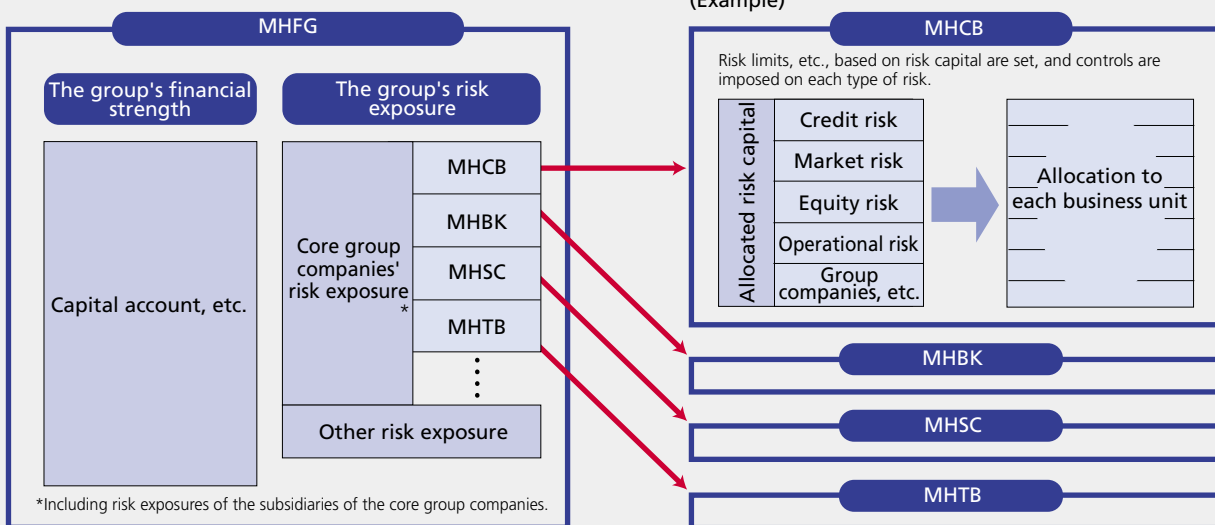 MHFG
The group's financial
strength
Capital account, etc.
The group's risk
exposure
Core group
companies'
risk exposure
*
MHCB
MHBK
MHSC
MHTB
Other risk exposure
*Including risk exposures of the subsidiaries of the core group companies.
(Example)
MHCB
Risk limits, etc., based on risk capital are set, and controls are
imposed on each type of risk.
Allocated risk capital
Credit risk
Market risk
Equity risk
Operational risk
Group
companies, etc.
Allocation to
each business unit
MHBK
MHSC
MHTB